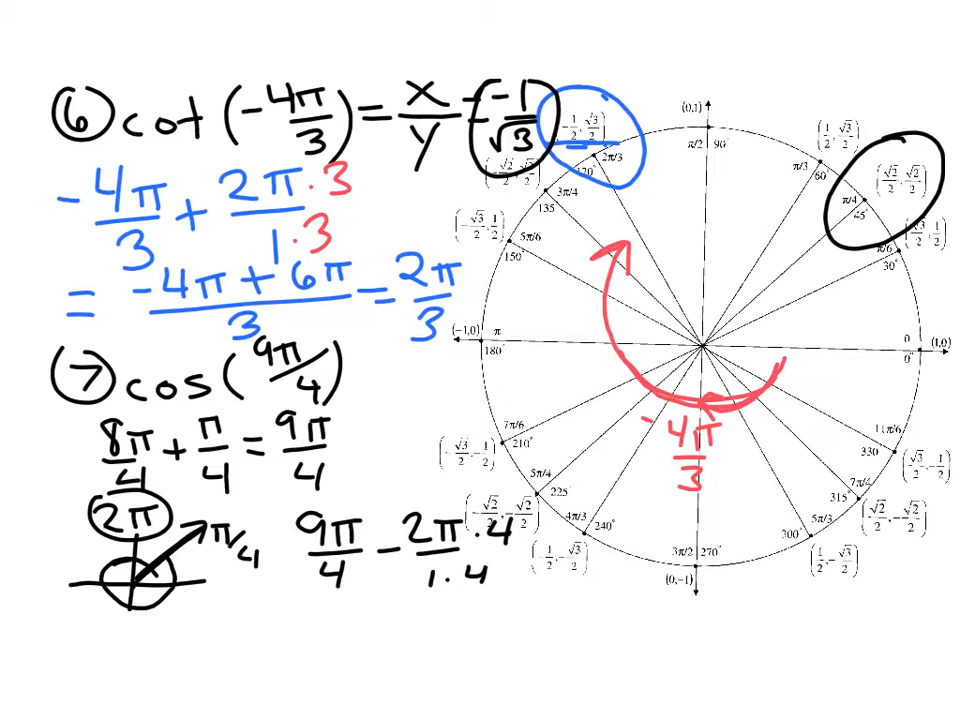 ⑥ cot (-4π/3) = x/y = -1/√3
-4π/3 + 2π·3/1·3
= -4π + 6π/3 = 2π/3
⑦ cos (9π/4)
8π/4 + π/4 = 9π/4
2π
π/4
9π/4 - 2π·4/1·4
-4π/3
(0,1)
π/2 90°
(1/2, √3/2)
π/3 60°
(√2/2, √2/2)
π/4 45°
(√3/2, 1/2)
π/6 30°
0 (1,0)
0°
(-1/2, √3/2)
2π/3
120°
(-√2/2, √2/2)
3π/4
135
(-√3/2, 1/2)
5π/6
150°
(-1,0) π
180°
7π/6
210°
(-√3/2, -1/2)
5π/4
225°
(-√2/2, -√2/2)
4π/3 240°
(-1/2, -√3/2)
3π/2 270°
(0,-1)
5π/3
300°
(1/2, -√3/2)
7π/4
315°
(√2/2, -√2/2)
11π/6
330°
(√3/2, -1/2)